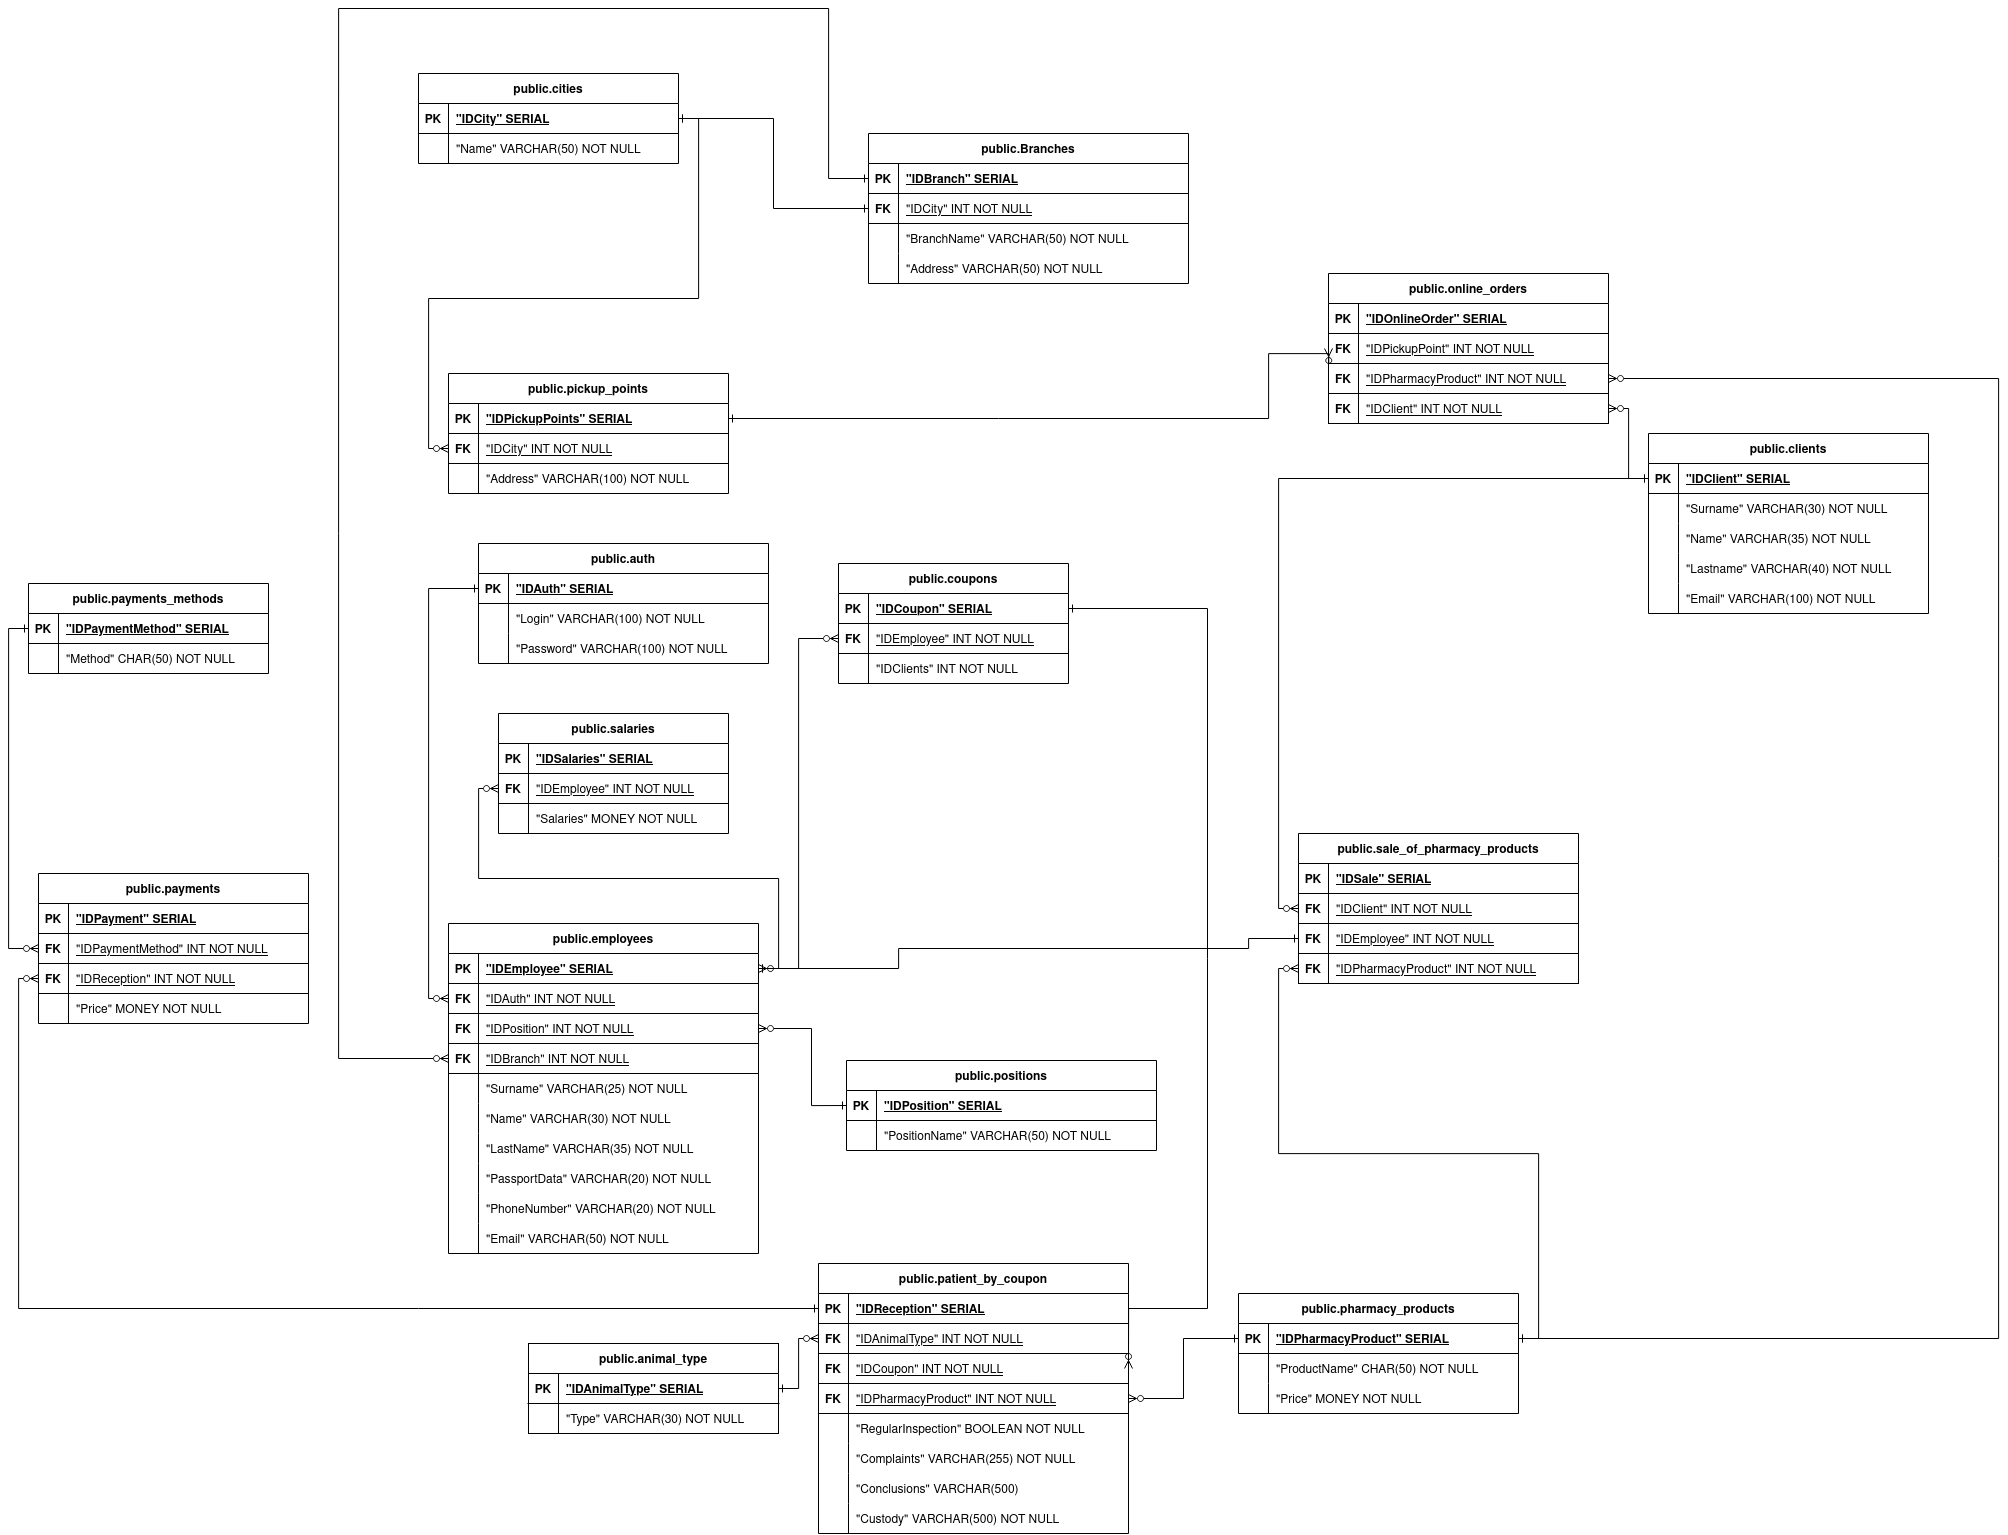 public.cities
PK "IDCity" SERIAL
"Name" VARCHAR(50) NOT NULL
public.Branches
PK "IDBranch" SERIAL
FK "IDCity" INT NOT NULL
"BranchName" VARCHAR(50) NOT NULL
"Address" VARCHAR(50) NOT NULL
public.online_orders
PK "IDOnlineOrder" SERIAL
FK "IDPickupPoint" INT NOT NULL
FK "IDPharmacyProduct" INT NOT NULL
FK "IDClient" INT NOT NULL
public.pickup_points
PK "IDPickupPoints" SERIAL
FK "IDCity" INT NOT NULL
"Address" VARCHAR(100) NOT NULL
public.clients
PK "IDClient" SERIAL
"Surname" VARCHAR(30) NOT NULL
"Name" VARCHAR(35) NOT NULL
"Lastname" VARCHAR(40) NOT NULL
"Email" VARCHAR(100) NOT NULL
public.auth
PK "IDAuth" SERIAL
"Login" VARCHAR(100) NOT NULL
"Password" VARCHAR(100) NOT NULL
public.coupons
PK "IDCoupon" SERIAL
FK "IDEmployee" INT NOT NULL
"IDClients" INT NOT NULL
public.payments_methods
PK "IDPaymentMethod" SERIAL
"Method" CHAR(50) NOT NULL
public.salaries
PK "IDSalaries" SERIAL
FK "IDEmployee" INT NOT NULL
"Salaries" MONEY NOT NULL
public.sale_of_pharmacy_products
PK "IDSale" SERIAL
FK "IDClient" INT NOT NULL
FK "IDEmployee" INT NOT NULL
FK "IDPharmacyProduct" INT NOT NULL
public.payments
PK "IDPayment" SERIAL
FK "IDPaymentMethod" INT NOT NULL
FK "IDReception" INT NOT NULL
"Price" MONEY NOT NULL
public.employees
PK "IDEmployee" SERIAL
FK "IDAuth" INT NOT NULL
FK "IDPosition" INT NOT NULL
FK "IDBranch" INT NOT NULL
"Surname" VARCHAR(25) NOT NULL
"Name" VARCHAR(30) NOT NULL
"LastName" VARCHAR(35) NOT NULL
"PassportData" VARCHAR(20) NOT NULL
"PhoneNumber" VARCHAR(20) NOT NULL
"Email" VARCHAR(50) NOT NULL
public.positions
PK "IDPosition" SERIAL
"PositionName" VARCHAR(50) NOT NULL
public.patient_by_coupon
PK "IDReception" SERIAL
FK "IDAnimalType" INT NOT NULL
FK "IDCoupon" INT NOT NULL
FK "IDPharmacyProduct" INT NOT NULL
"RegularInspection" BOOLEAN NOT NULL
"Complaints" VARCHAR(255) NOT NULL
"Conclusions" VARCHAR(500)
"Custody" VARCHAR(500) NOT NULL
public.pharmacy_products
PK "IDPharmacyProduct" SERIAL
"ProductName" CHAR(50) NOT NULL
"Price" MONEY NOT NULL
public.animal_type
PK "IDAnimalType" SERIAL
"Type" VARCHAR(30) NOT NULL